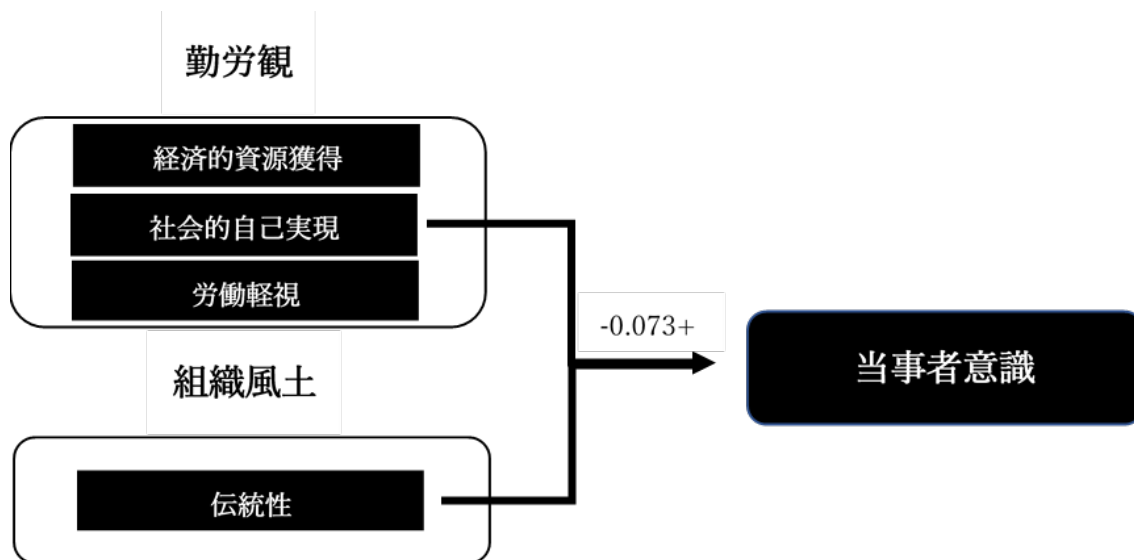 勤労観
経済的資源獲得
社会的自己実現
労働軽視
-0.073+
当事者意識
組織風土
伝統性